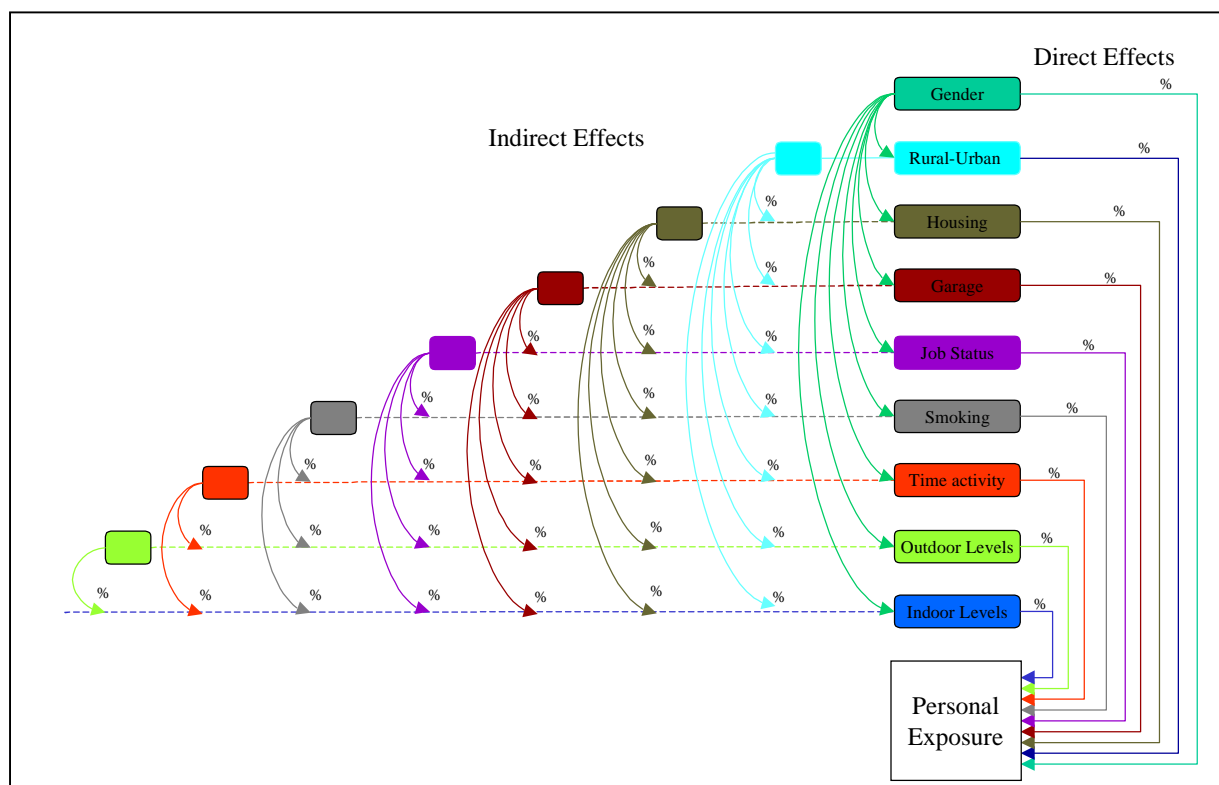 Direct Effects
Gender %
Indirect Effects
Rural-Urban %
% Housing %
% % Garage %
% % % Job Status %
% % % % Smoking %
% % % % % Time activity %
% % % % % % Outdoor Levels %
% % % % % % % Indoor Levels %
Personal
Exposure